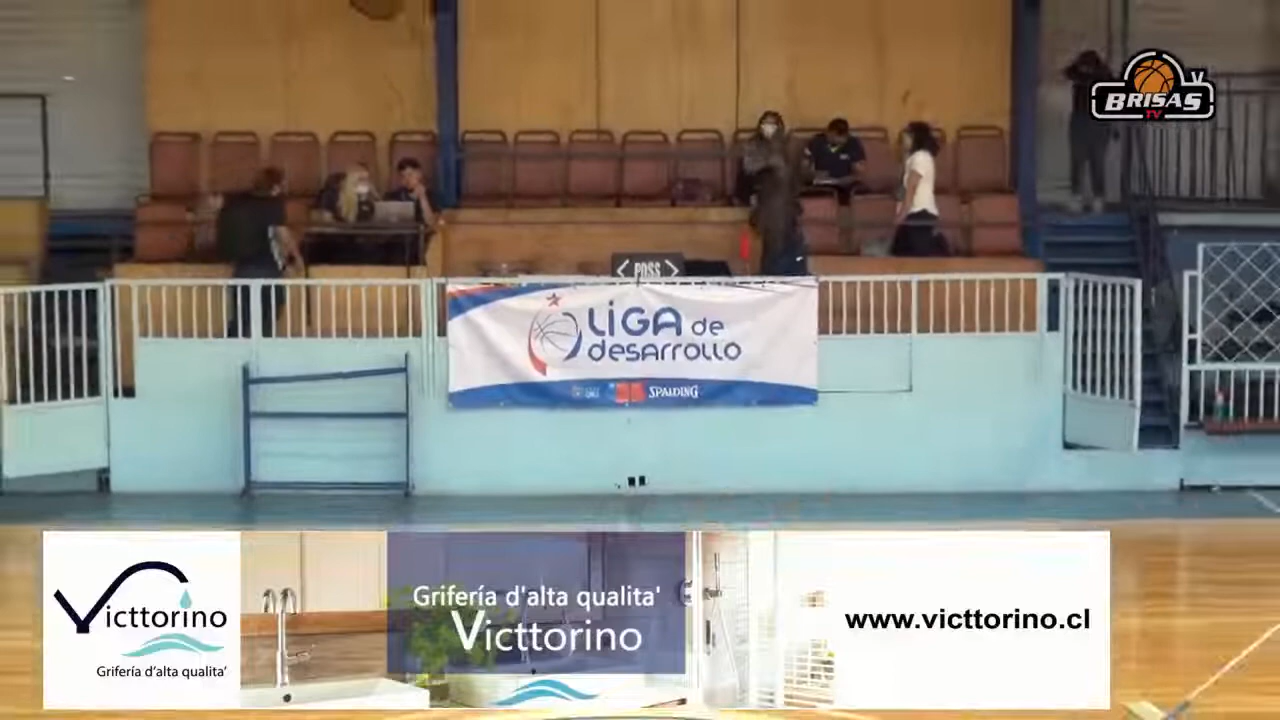 BRISAS
TV
POSS
LIGA de
desarrollo
SPALDING
Victtorino
Grifería d'alta qualita'
Grifería d'alta qualita'
Victtorino
www.victtorino.cl